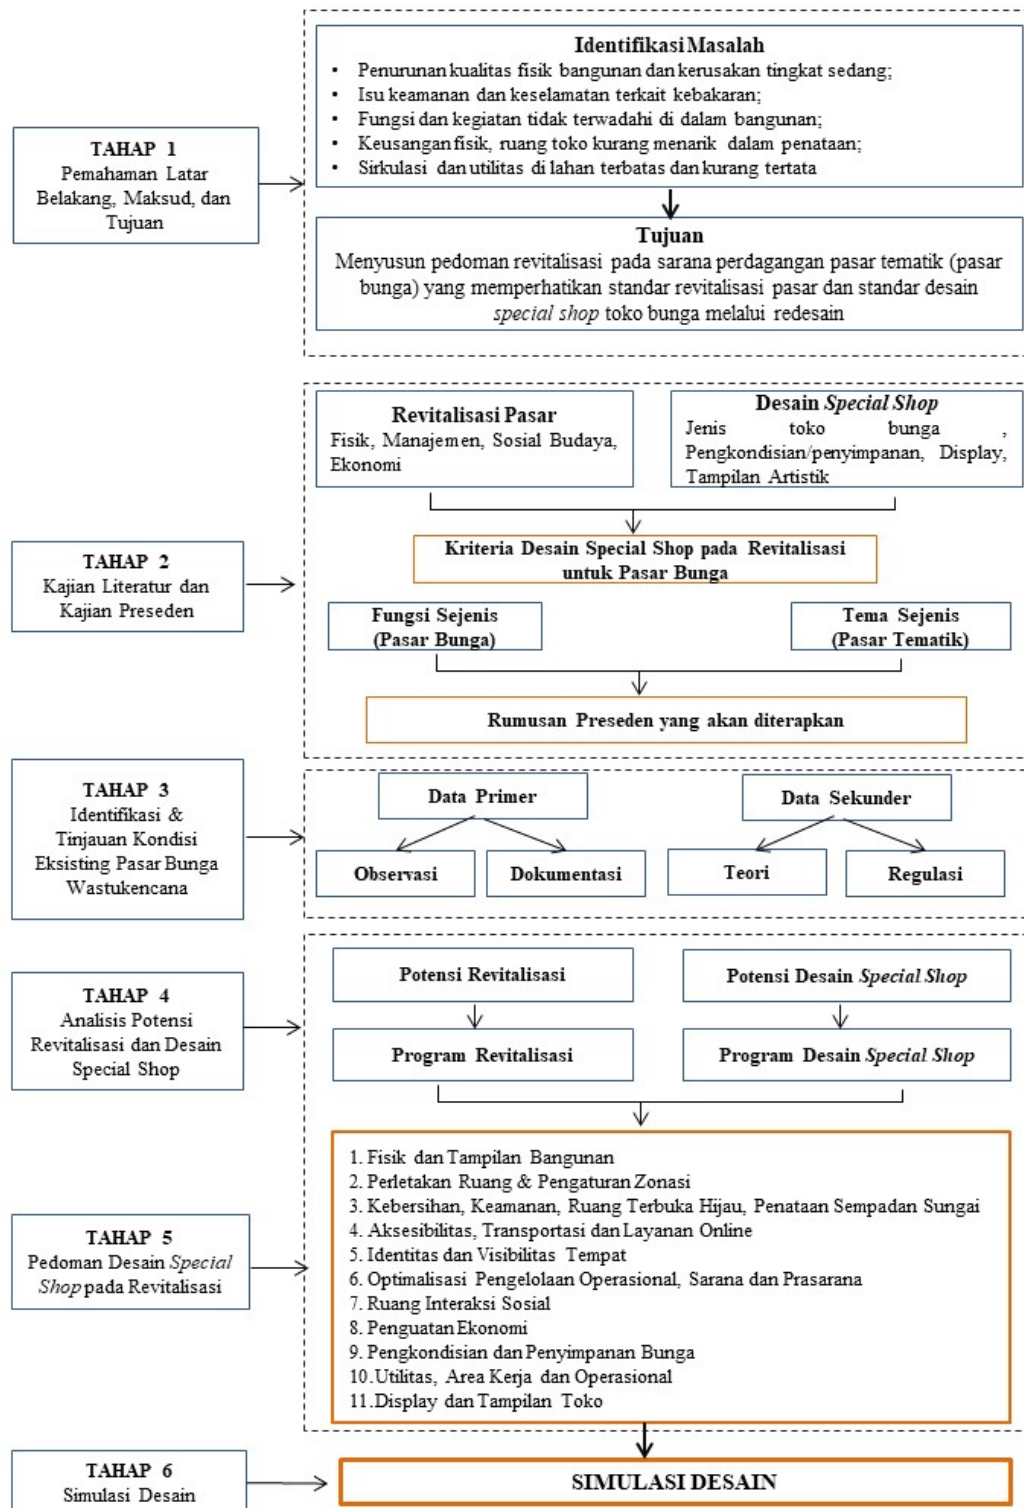 TAHAP 1
Pemahaman Latar
Belakang, Maksud, dan
Tujuan
Identifikasi Masalah
• Penurunan kualitas fisik bangunan dan kerusakan tingkat sedang;
• Isu keamanan dan keselamatan terkait kebakaran;
• Fungsi dan kegiatan tidak terwadahi di dalam bangunan;
• Keusangan fisik, ruang toko kurang menarik dalam penataan;
• Sirkulasi dan utilitas di lahan terbatas dan kurang tertata
Tujuan
Menyusun pedoman revitalisasi pada sarana perdagangan pasar tematik (pasar
bunga) yang memperhatikan standar revitalisasi pasar dan standar desain
special shop toko bunga melalui redesain
TAHAP 2
Kajian Literatur dan
Kajian Preseden
Revitalisasi Pasar
Fisik, Manajemen, Sosial Budaya,
Ekonomi
Desain Special Shop
Jenis toko bunga ,
Pengkondisian/penyimpanan, Display,
Tampilan Artistik
Kriteria Desain Special Shop pada Revitalisasi
untuk Pasar Bunga
Fungsi Sejenis
(Pasar Bunga)
Tema Sejenis
(Pasar Tematik)
Rumusan Preseden yang akan diterapkan
TAHAP 3
Identifikasi &
Tinjauan Kondisi
Eksisting Pasar Bunga
Wastukencana
Data Primer
Data Sekunder
Observasi
Dokumentasi
Teori
Regulasi
TAHAP 4
Analisis Potensi
Revitalisasi dan Desain
Special Shop
Potensi Revitalisasi
Potensi Desain Special Shop
Program Revitalisasi
Program Desain Special Shop
TAHAP 5
Pedoman Desain Special
Shop pada Revitalisasi
1. Fisik dan Tampilan Bangunan
2. Perletakan Ruang & Pengaturan Zonasi
3. Kebersihan, Keamanan, Ruang Terbuka Hijau, Penataan Sempadan Sungai
4. Aksesibilitas, Transportasi dan Layanan Online
5. Identitas dan Visibilitas Tempat
6. Optimalisasi Pengelolaan Operasional, Sarana dan Prasarana
7. Ruang Interaksi Sosial
8. Penguatan Ekonomi
9. Pengkondisian dan Penyimpanan Bunga
10. Utilitas, Area Kerja dan Operasional
11. Display dan Tampilan Toko
TAHAP 6
Simulasi Desain
SIMULASI DESAIN